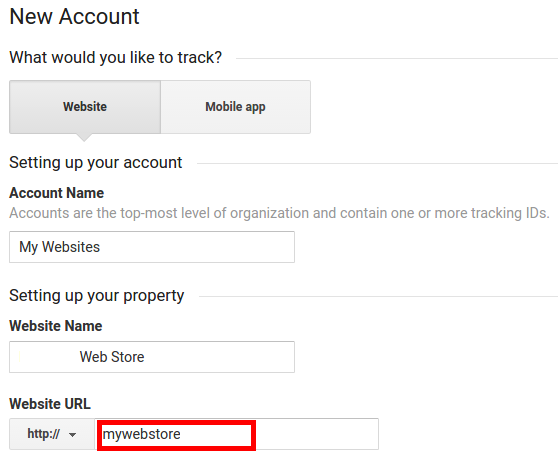 New Account
What would you like to track?
Website
Mobile app
Setting up your account
Account Name
Accounts are the top-most level of organization and contain one or more tracking IDs.
My Websites
Setting up your property
Website Name
Web Store
Website URL
http:// mywebstore